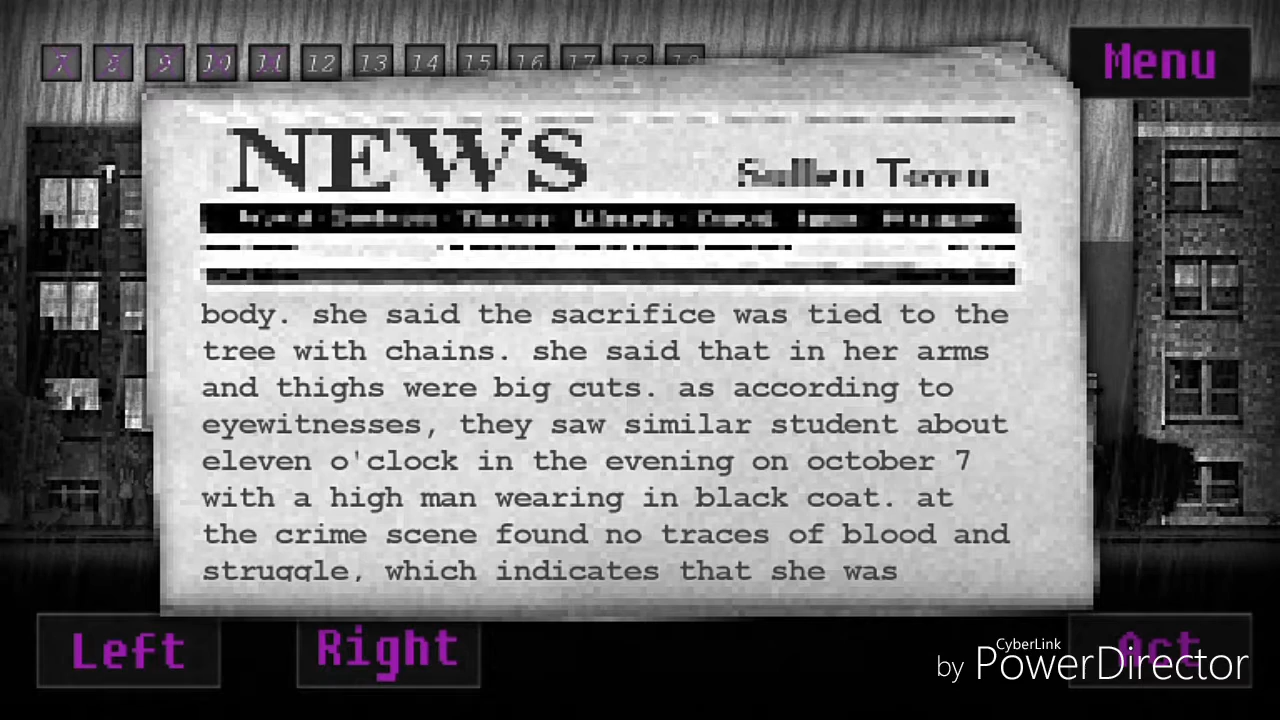 7 8 9 10 11 12 13 14 15 16 17 18 19
Menu
NEWS
Sullen Town
body. she said the sacrifice was tied to the
tree with chains. she said that in her arms
and thighs were big cuts. as according to
eyewitnesses, they saw similar student about
eleven o'clock in the evening on october 7
with a high man wearing in black coat. at
the crime scene found no traces of blood and
struggle, which indicates that she was
Left
Right
Act
by CyberLink PowerDirector